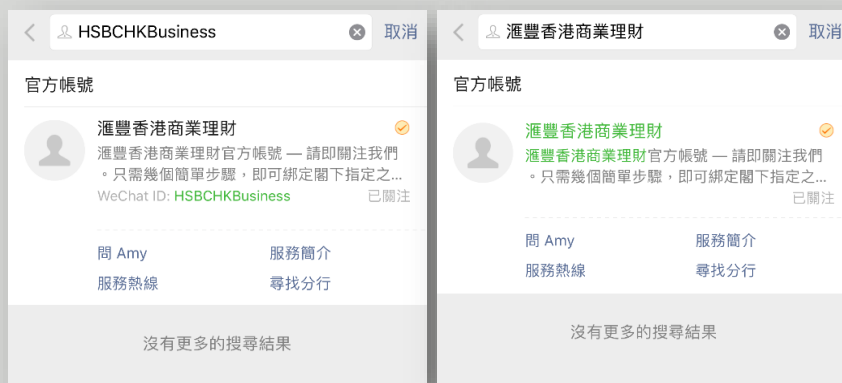 HSBCHKBusiness
取消
官方帳號
滙豐香港商業理財
滙豐香港商業理財官方帳號 — 請即關注我們
。只需幾個簡單步驟，即可綁定閣下指定之...
WeChat ID: HSBCHKBusiness
已關注
問 Amy
服務簡介
服務熱線
尋找分行
沒有更多的搜尋結果
滙豐香港商業理財
取消
官方帳號
滙豐香港商業理財
滙豐香港商業理財官方帳號 — 請即關注我們
。只需幾個簡單步驟，即可綁定閣下指定之...
已關注
問 Amy
服務簡介
服務熱線
尋找分行
沒有更多的搜尋結果